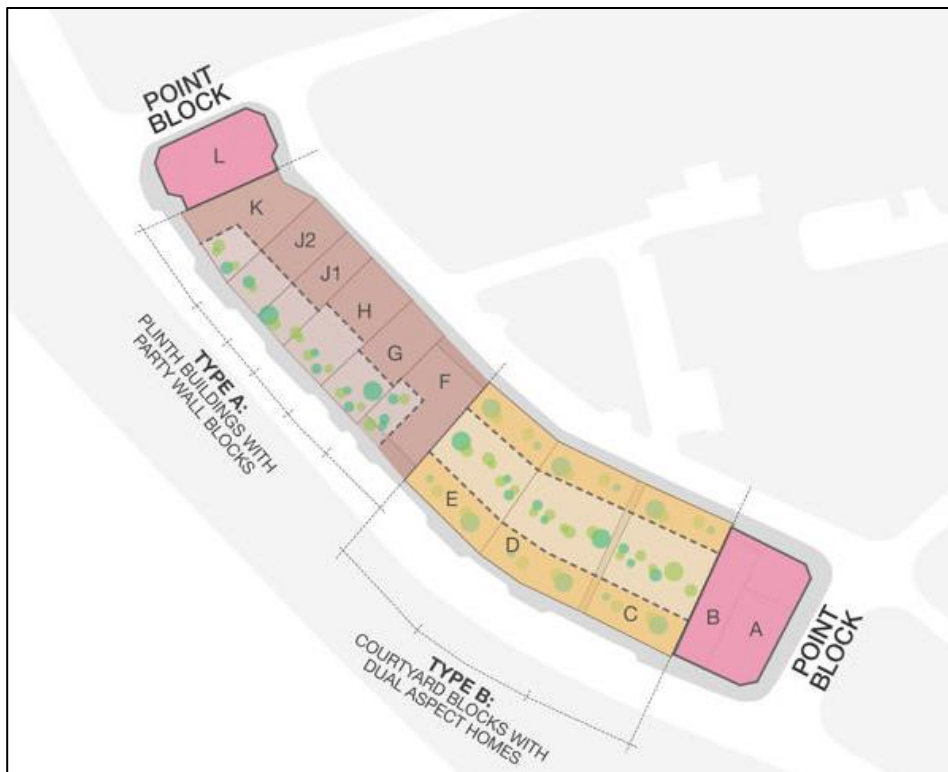 POINT
BLOCK
L
K
J2
J1
H
G
F
TYPE A:
PLINTH BUILDINGS WITH
PARTY WALL BLOCKS
E
D
C
B
A
POINT
BLOCK
TYPE B:
COURTYARD BLOCKS WITH
DUAL ASPECT HOMES